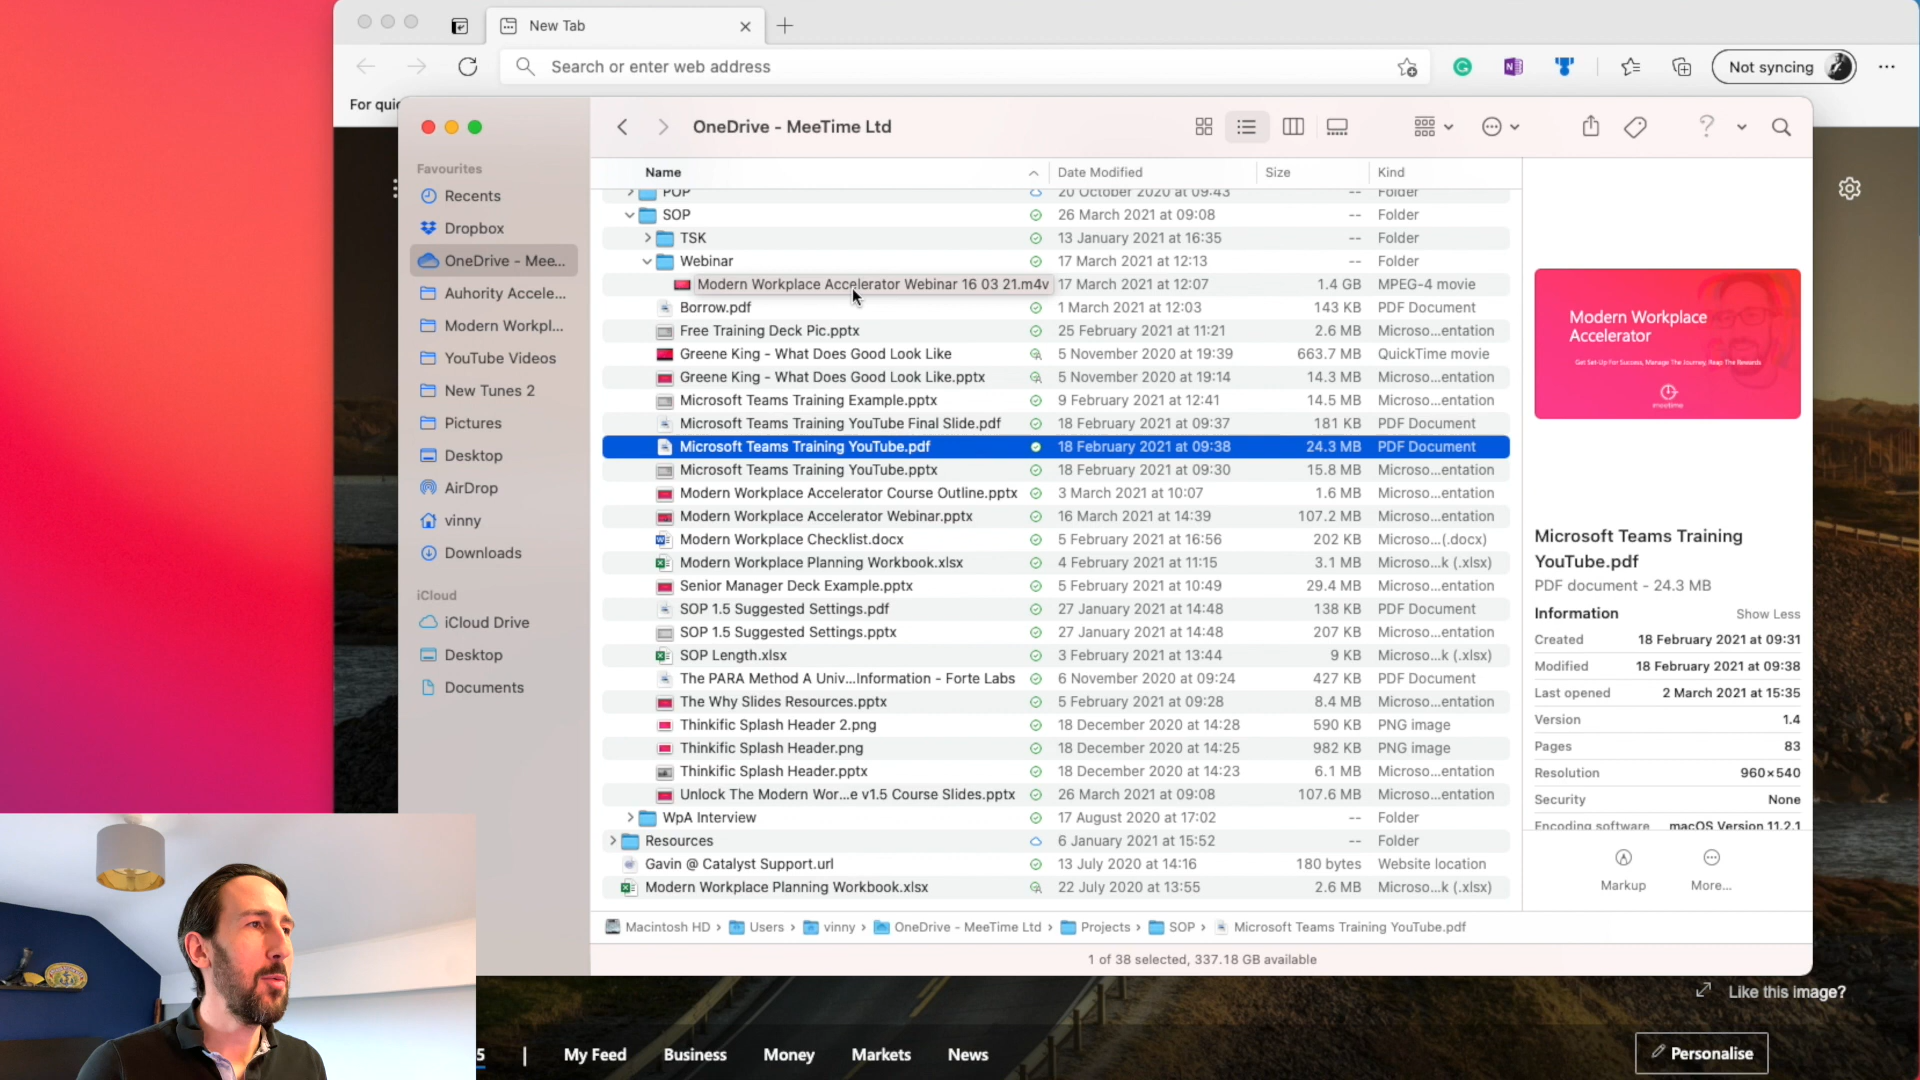 New Tab
Search or enter web address
Not syncing
For quic
OneDrive - MeeTime Ltd
Favourites
Recents
Dropbox
OneDrive - Mee...
Auhority Accele...
Modern Workpl...
YouTube Videos
New Tunes 2
Pictures
Desktop
AirDrop
vinny
Downloads
iCloud
iCloud Drive
Desktop
Documents
Name Date Modified Size Kind
POP 20 October 2020 at 09:43 -- Folder
SOP 26 March 2021 at 09:08 -- Folder
TSK 13 January 2021 at 16:35 -- Folder
Webinar 17 March 2021 at 12:13 -- Folder
Modern Workplace Accelerator Webinar 16 03 21.m4v 17 March 2021 at 12:07 1.4 GB MPEG-4 movie
Borrow.pdf 1 March 2021 at 12:03 143 KB PDF Document
Free Training Deck Pic.pptx 25 February 2021 at 11:21 2.6 MB Microso...entation
Greene King - What Does Good Look Like 5 November 2020 at 19:39 663.7 MB QuickTime movie
Greene King - What Does Good Look Like.pptx 5 November 2020 at 19:14 14.3 MB Microso...entation
Microsoft Teams Training Example.pptx 9 February 2021 at 12:41 14.5 MB Microso...entation
Microsoft Teams Training YouTube Final Slide.pdf 18 February 2021 at 09:37 181 KB PDF Document
Microsoft Teams Training YouTube.pdf 18 February 2021 at 09:38 24.3 MB PDF Document
Microsoft Teams Training YouTube.pptx 18 February 2021 at 09:30 15.8 MB Microso...entation
Modern Workplace Accelerator Course Outline.pptx 3 March 2021 at 10:07 1.6 MB Microso...entation
Modern Workplace Accelerator Webinar.pptx 16 March 2021 at 14:39 107.2 MB Microso...entation
Modern Workplace Checklist.docx 5 February 2021 at 16:56 202 KB Microso...(.docx)
Modern Workplace Planning Workbook.xlsx 4 February 2021 at 11:15 3.1 MB Microso...k (.xlsx)
Senior Manager Deck Example.pptx 5 February 2021 at 10:49 29.4 MB Microso...entation
SOP 1.5 Suggested Settings.pdf 27 January 2021 at 14:48 138 KB PDF Document
SOP 1.5 Suggested Settings.pptx 27 January 2021 at 14:48 207 KB Microso...entation
SOP Length.xlsx 3 February 2021 at 13:44 9 KB Microso...k (.xlsx)
The PARA Method A Univ...Information - Forte Labs 6 November 2020 at 09:24 427 KB PDF Document
The Why Slides Resources.pptx 5 February 2021 at 09:28 8.4 MB Microso...entation
Thinkific Splash Header 2.png 18 December 2020 at 14:28 590 KB PNG image
Thinkific Splash Header.png 18 December 2020 at 14:25 982 KB PNG image
Thinkific Splash Header.pptx 18 December 2020 at 14:23 6.1 MB Microso...entation
Unlock The Modern Wor...e v1.5 Course Slides.pptx 26 March 2021 at 09:08 107.6 MB Microso...entation
WpA Interview 17 August 2020 at 17:02 -- Folder
Resources 6 January 2021 at 15:52 -- Folder
Gavin @ Catalyst Support.url 13 July 2020 at 14:16 180 bytes Website location
Modern Workplace Planning Workbook.xlsx 22 July 2020 at 13:55 2.6 MB Microso...k (.xlsx)
Modern Workplace
Accelerator
Get Set-Up For Success, Manage The Journey, Reap The Rewards
meetime
Microsoft Teams Training
YouTube.pdf
PDF document - 24.3 MB
Information Show Less
Created 18 February 2021 at 09:31
Modified 18 February 2021 at 09:38
Last opened 2 March 2021 at 15:35
Version 1.4
Pages 83
Resolution 960×540
Security None
Encoding software macOS Version 11.2.1
Markup More...
Macintosh HD › Users › vinny › OneDrive - MeeTime Ltd › Projects › SOP › Microsoft Teams Training YouTube.pdf
1 of 38 selected, 337.18 GB available
Like this image?
5 | My Feed Business Money Markets News
Personalise